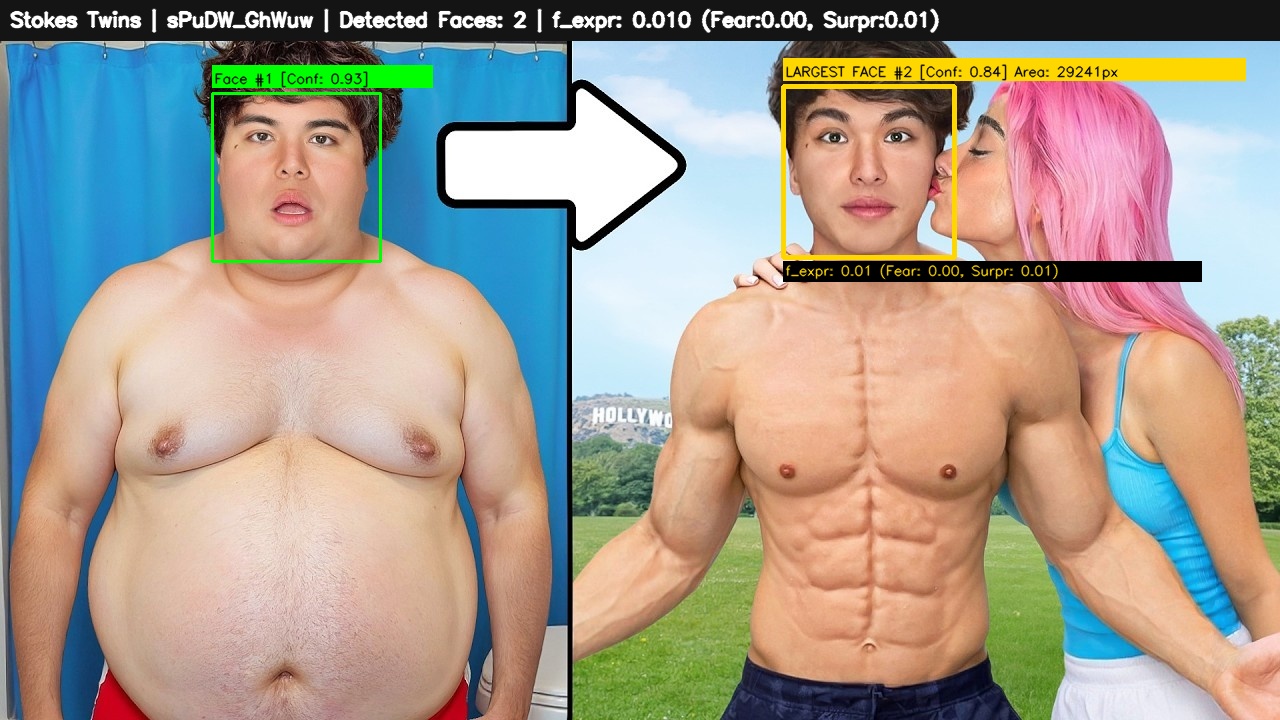 Stokes Twins | sPuDW_GhWuw | Detected Faces: 2 | f_expr: 0.010 (Fear:0.00, Surpr:0.01)
Face #1 [Conf: 0.93]
LARGEST FACE #2 [Conf: 0.84] Area: 29241px
f_expr: 0.01 (Fear: 0.00, Surpr: 0.01)
HOLLYWO